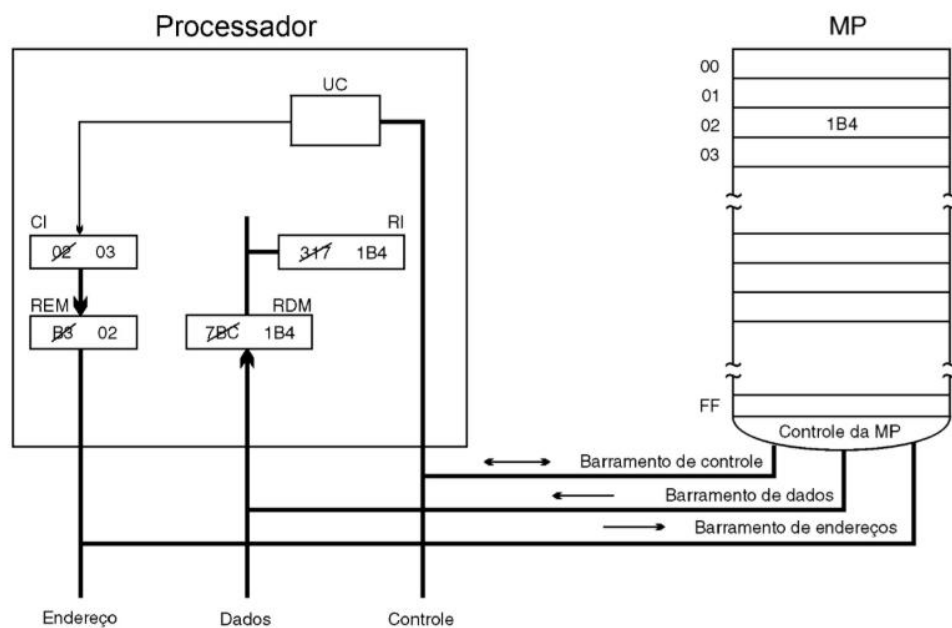 Processador
MP
UC
00
01
02 1B4
03
CI
02 03
RI
317 1B4
REM
B3 02
RDM
7BC 1B4
FF
Controle da MP
Barramento de controle
Barramento de dados
Barramento de endereços
Endereço
Dados
Controle